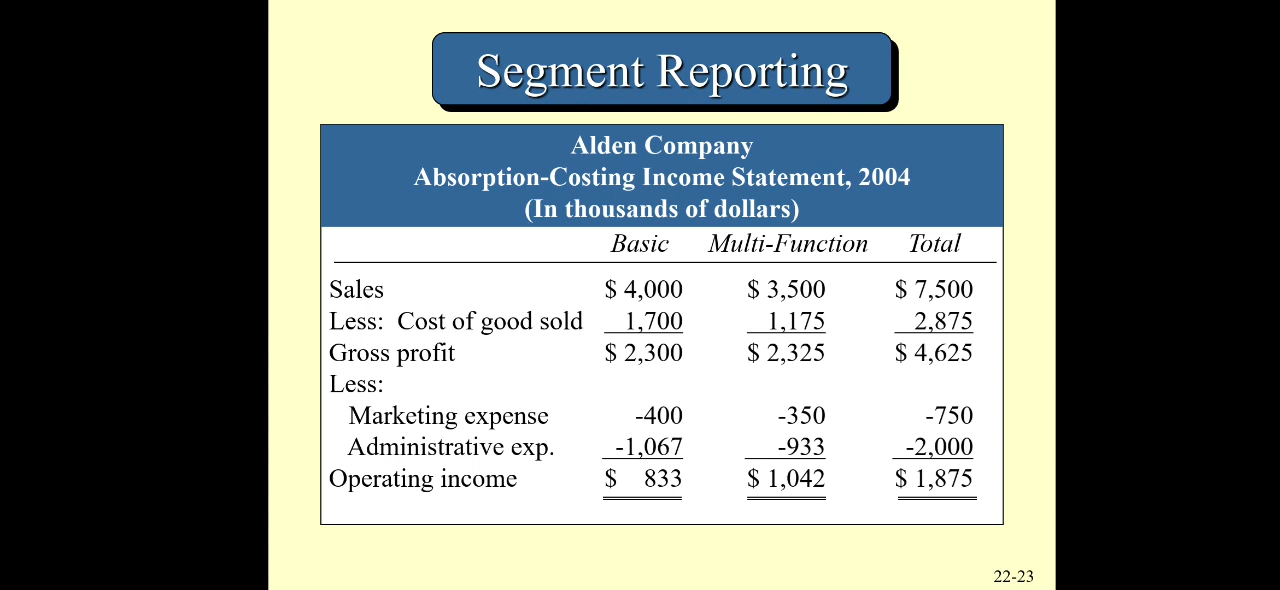 Segment Reporting
Alden Company
Absorption-Costing Income Statement, 2004
(In thousands of dollars)
Basic Multi-Function Total
Sales $ 4,000 $ 3,500 $ 7,500
Less: Cost of good sold 1,700 1,175 2,875
Gross profit $ 2,300 $ 2,325 $ 4,625
Less:
Marketing expense -400 -350 -750
Administrative exp. -1,067 -933 -2,000
Operating income $ 833 $ 1,042 $ 1,875
22-23